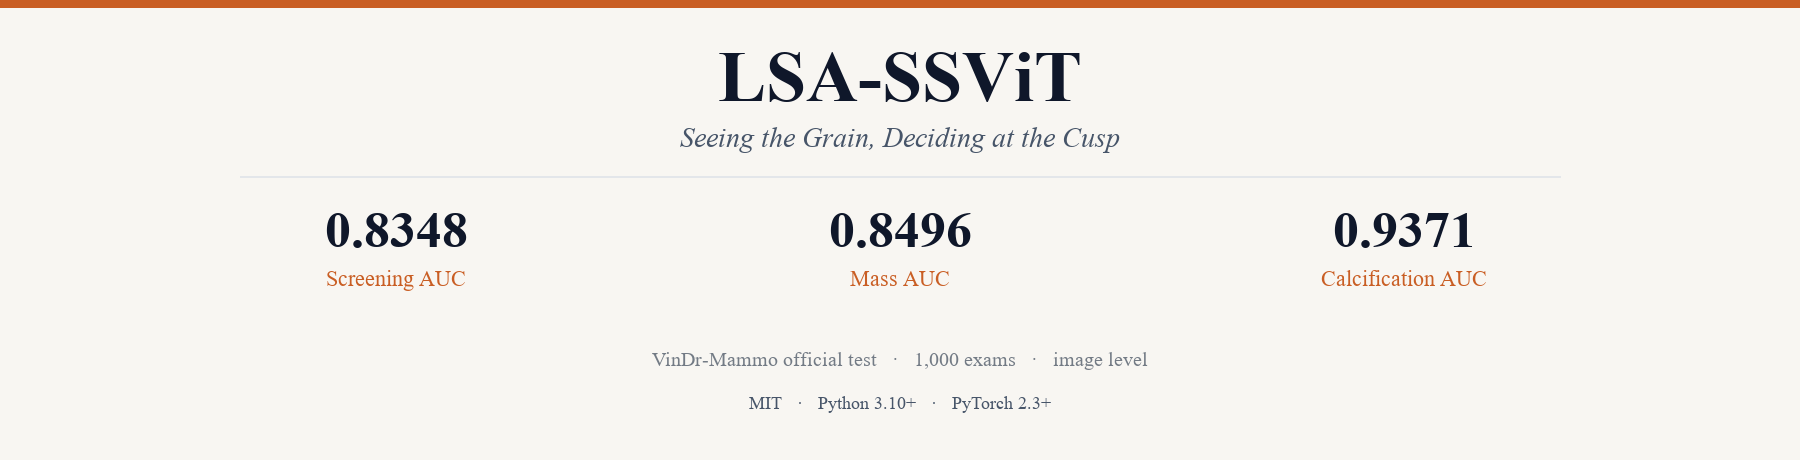 LSA-SSViT
Seeing the Grain, Deciding at the Cusp
0.8348 0.8496 0.9371
Screening AUC Mass AUC Calcification AUC
VinDr-Mammo official test · 1,000 exams · image level
MIT · Python 3.10+ · PyTorch 2.3+